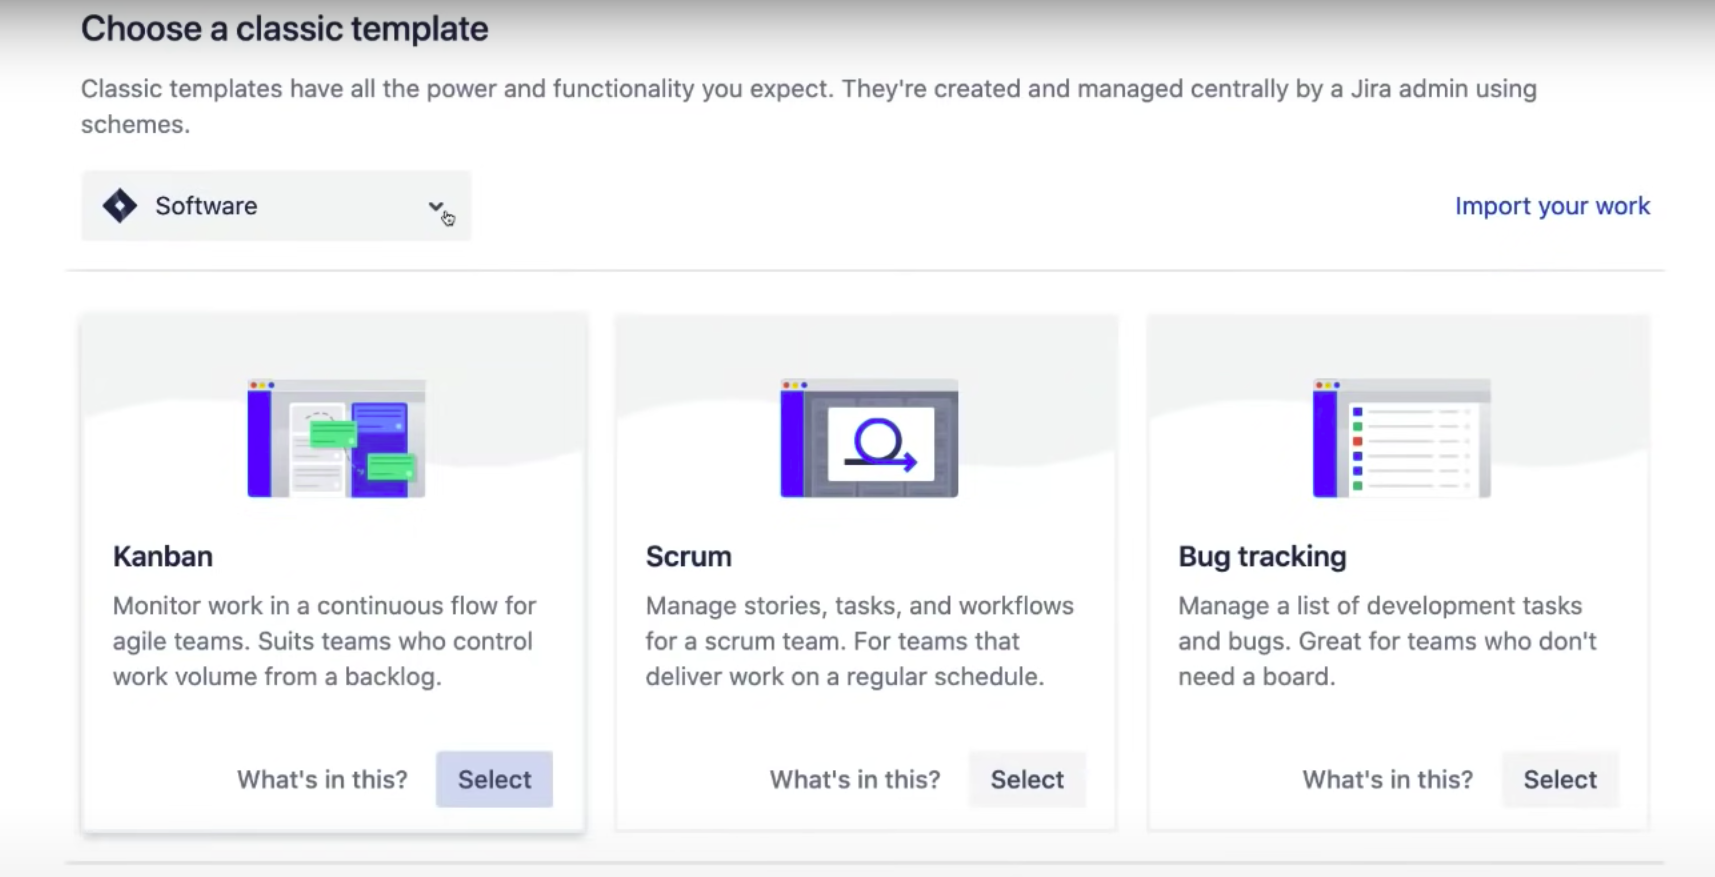 Choose a classic template
Classic templates have all the power and functionality you expect. They're created and managed centrally by a Jira admin using
schemes.
Software
Import your work
Kanban
Monitor work in a continuous flow for
agile teams. Suits teams who control
work volume from a backlog.
What's in this?
Select
Scrum
Manage stories, tasks, and workflows
for a scrum team. For teams that
deliver work on a regular schedule.
What's in this?
Select
Bug tracking
Manage a list of development tasks
and bugs. Great for teams who don't
need a board.
What's in this?
Select